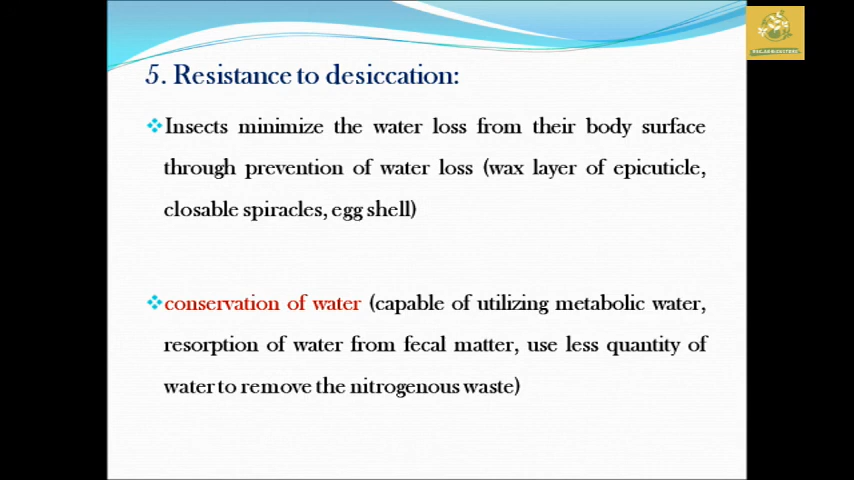 5. Resistance to desiccation:
Insects minimize the water loss from their body surface
through prevention of water loss (wax layer of epicuticle,
closable spiracles, egg shell)
conservation of water (capable of utilizing metabolic water,
resorption of water from fecal matter, use less quantity of
water to remove the nitrogenous waste)